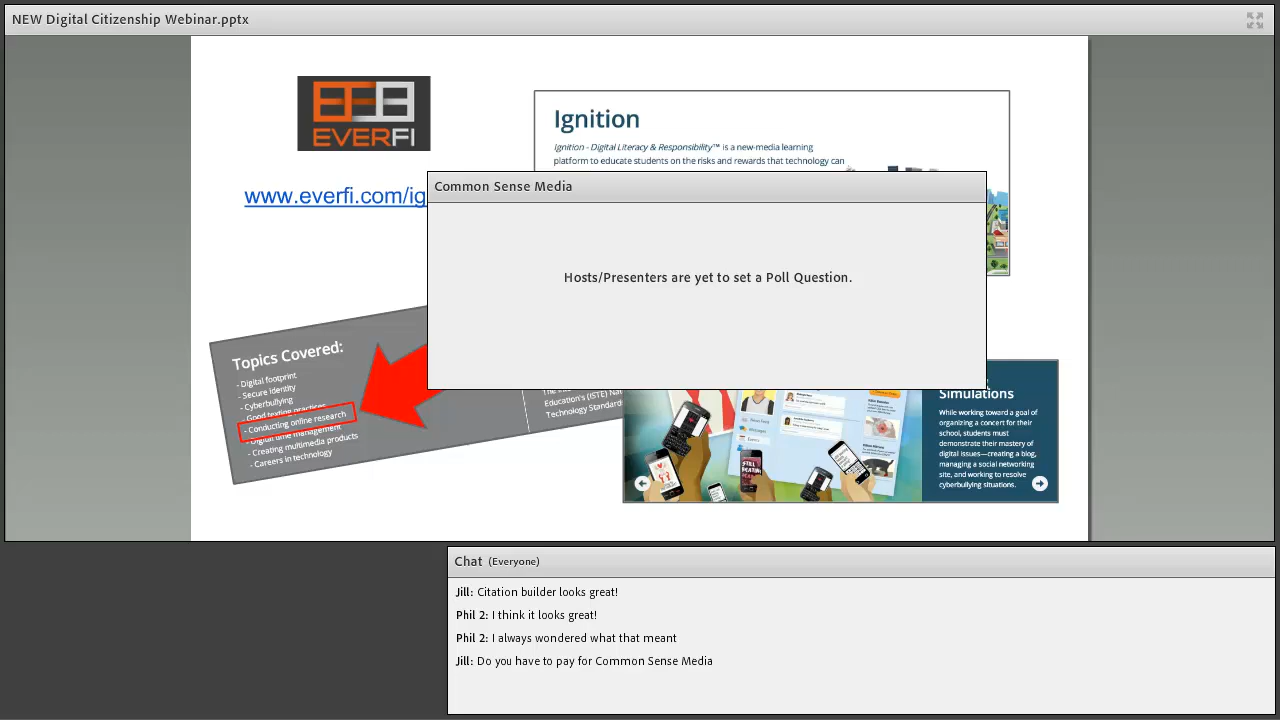 NEW Digital Citizenship Webinar.pptx
EVERFI
Ignition
Ignition - Digital Literacy & Responsibility™ is a new-media learning
platform to educate students on the risks and rewards that technology can
www.everfi.com/ig
Common Sense Media
Hosts/Presenters are yet to set a Poll Question.
Topics Covered:
- Digital footprint
- Secure identity
- Cyberbullying
- Good texting practices
- Conducting online research
- Digital time management
- Creating multimedia products
- Careers in technology
Education's (ISTE) Nat
Technology Standard
Simulations
While working toward a goal of
organizing a concert for their
school, students must
demonstrate their mastery of
digital issues—creating a blog,
managing a social networking
site, and working to resolve
cyberbullying situations.
Chat (Everyone)
Jill: Citation builder looks great!
Phil 2: I think it looks great!
Phil 2: I always wondered what that meant
Jill: Do you have to pay for Common Sense Media